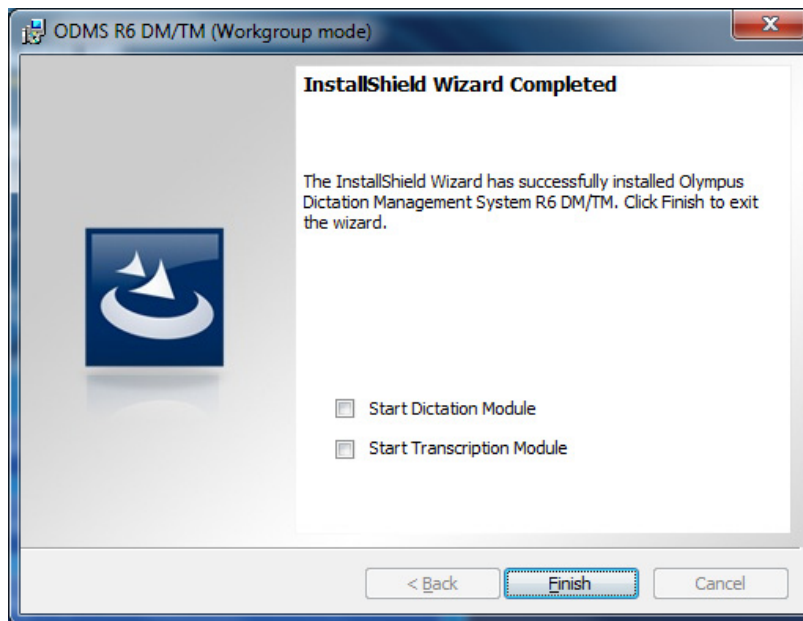 ODMS R6 DM/TM (Workgroup mode)
InstallShield Wizard Completed
The InstallShield Wizard has successfully installed Olympus
Dictation Management System R6 DM/TM. Click Finish to exit
the wizard.
Start Dictation Module
Start Transcription Module
< Back
Finish
Cancel